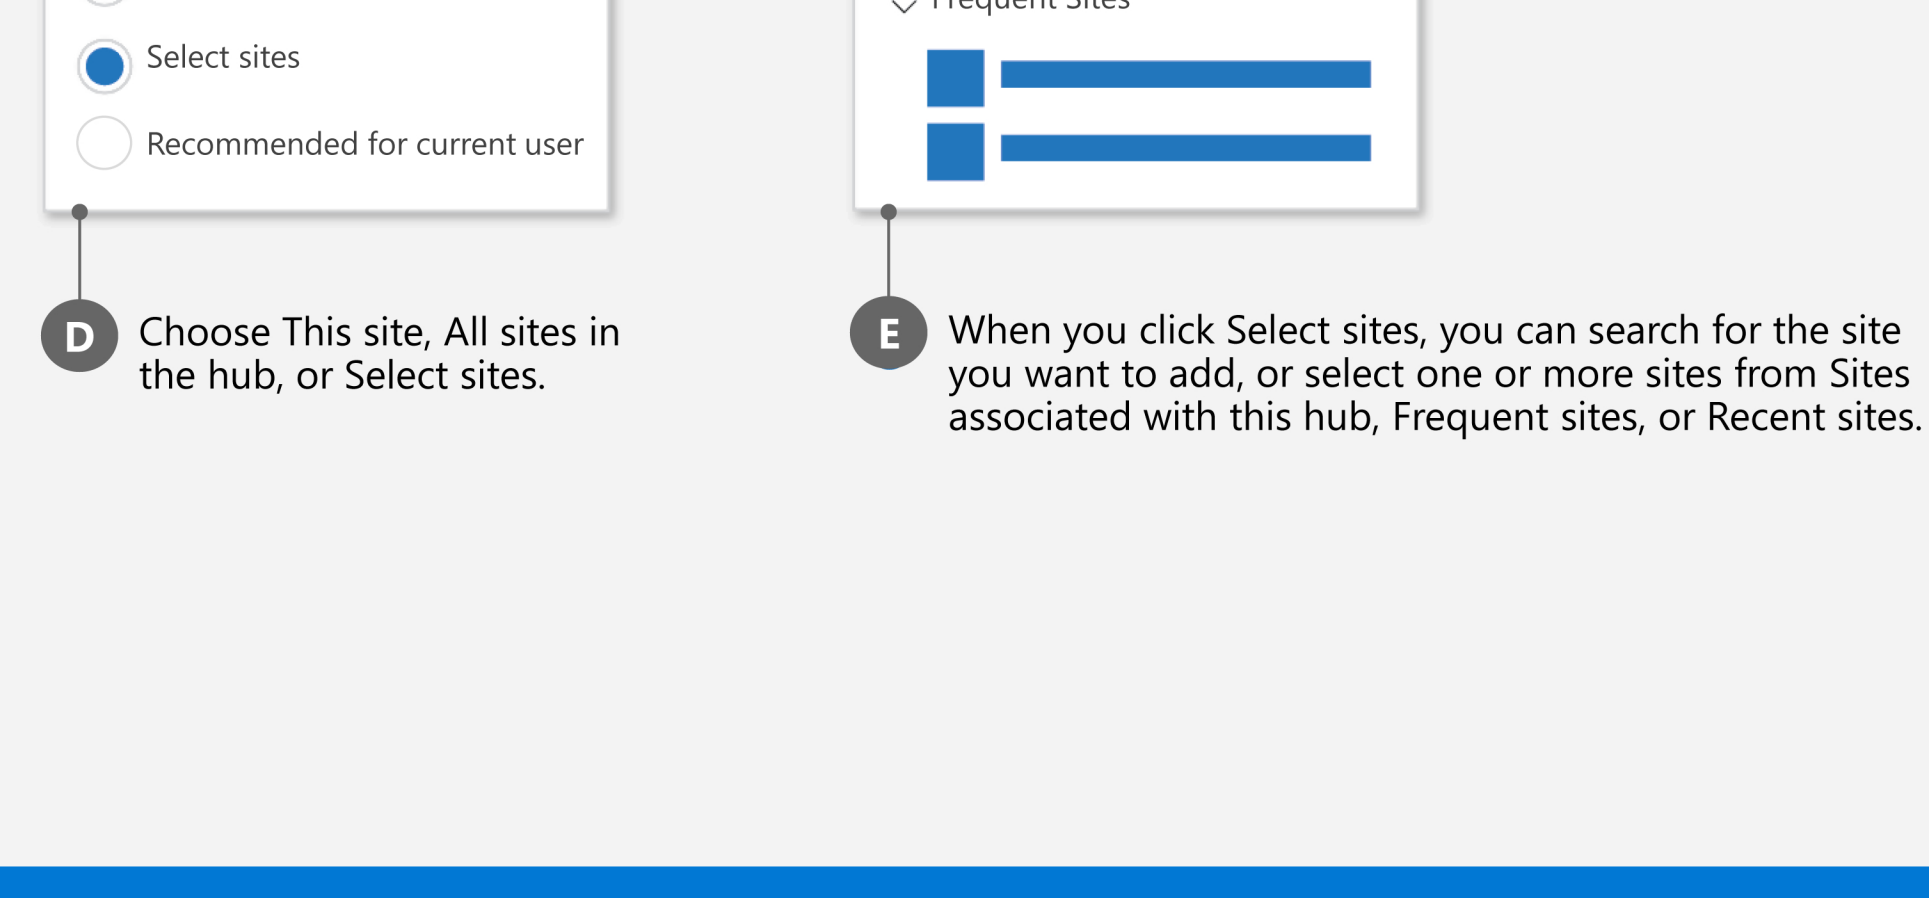 Frequent Sites
Select sites
Recommended for current user
D
Choose This site, All sites in
the hub, or Select sites.
E
When you click Select sites, you can search for the site
you want to add, or select one or more sites from Sites
associated with this hub, Frequent sites, or Recent sites.